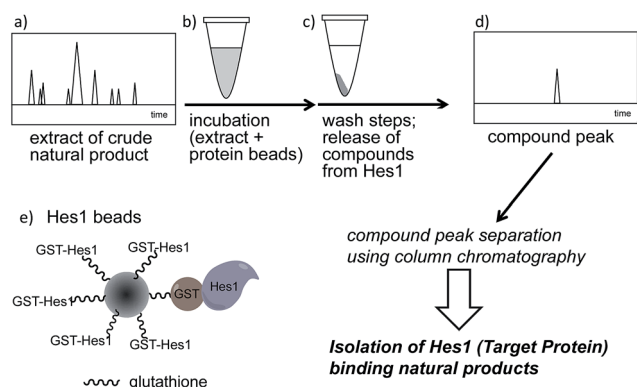 a)
b)
c)
d)
time
time
extract of crude
natural product
incubation
(extract +
protein beads)
wash steps;
release of
compounds
from Hes1
compound peak
e) Hes1 beads
GST-Hes1
GST-Hes1
GST-Hes1
GST-Hes1
GST-Hes1
GST
Hes1
glutathione
compound peak separation
using column chromatography
Isolation of Hes1 (Target Protein)
binding natural products